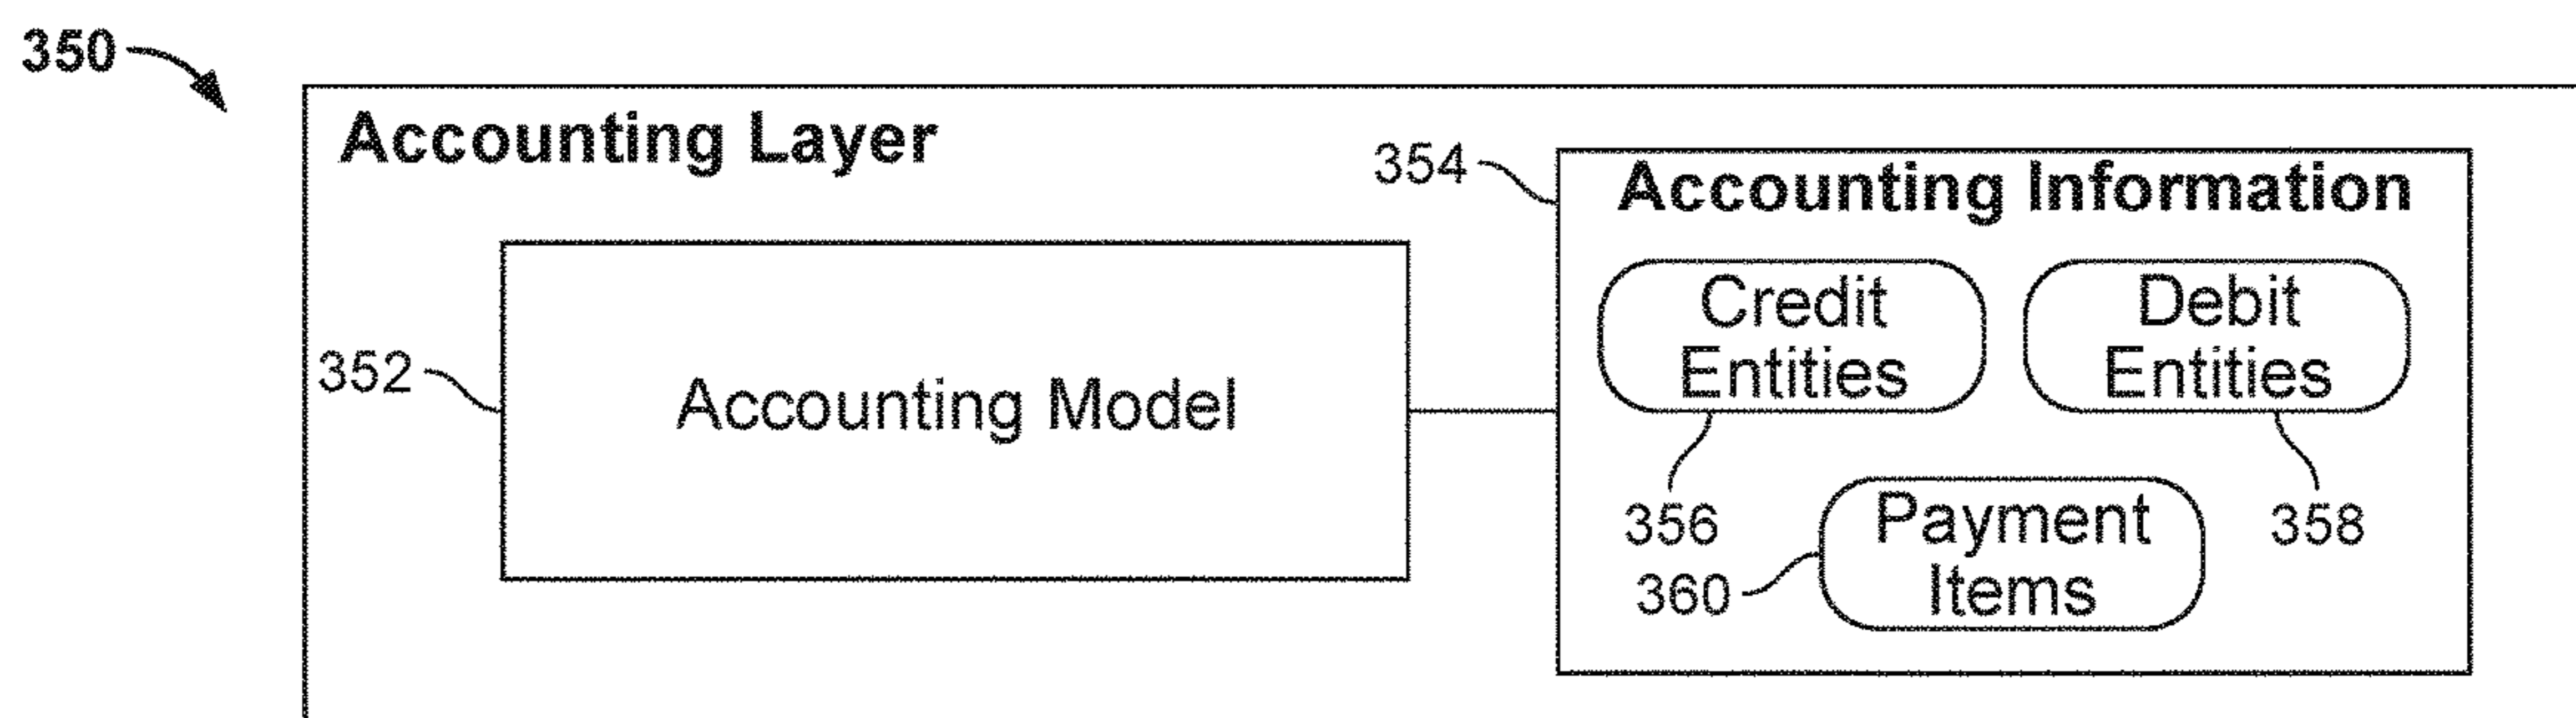 350
Accounting Layer
354
Accounting Information
352
Accounting Model
Credit
Entities
Debit
Entities
356
358
360
Payment
Items